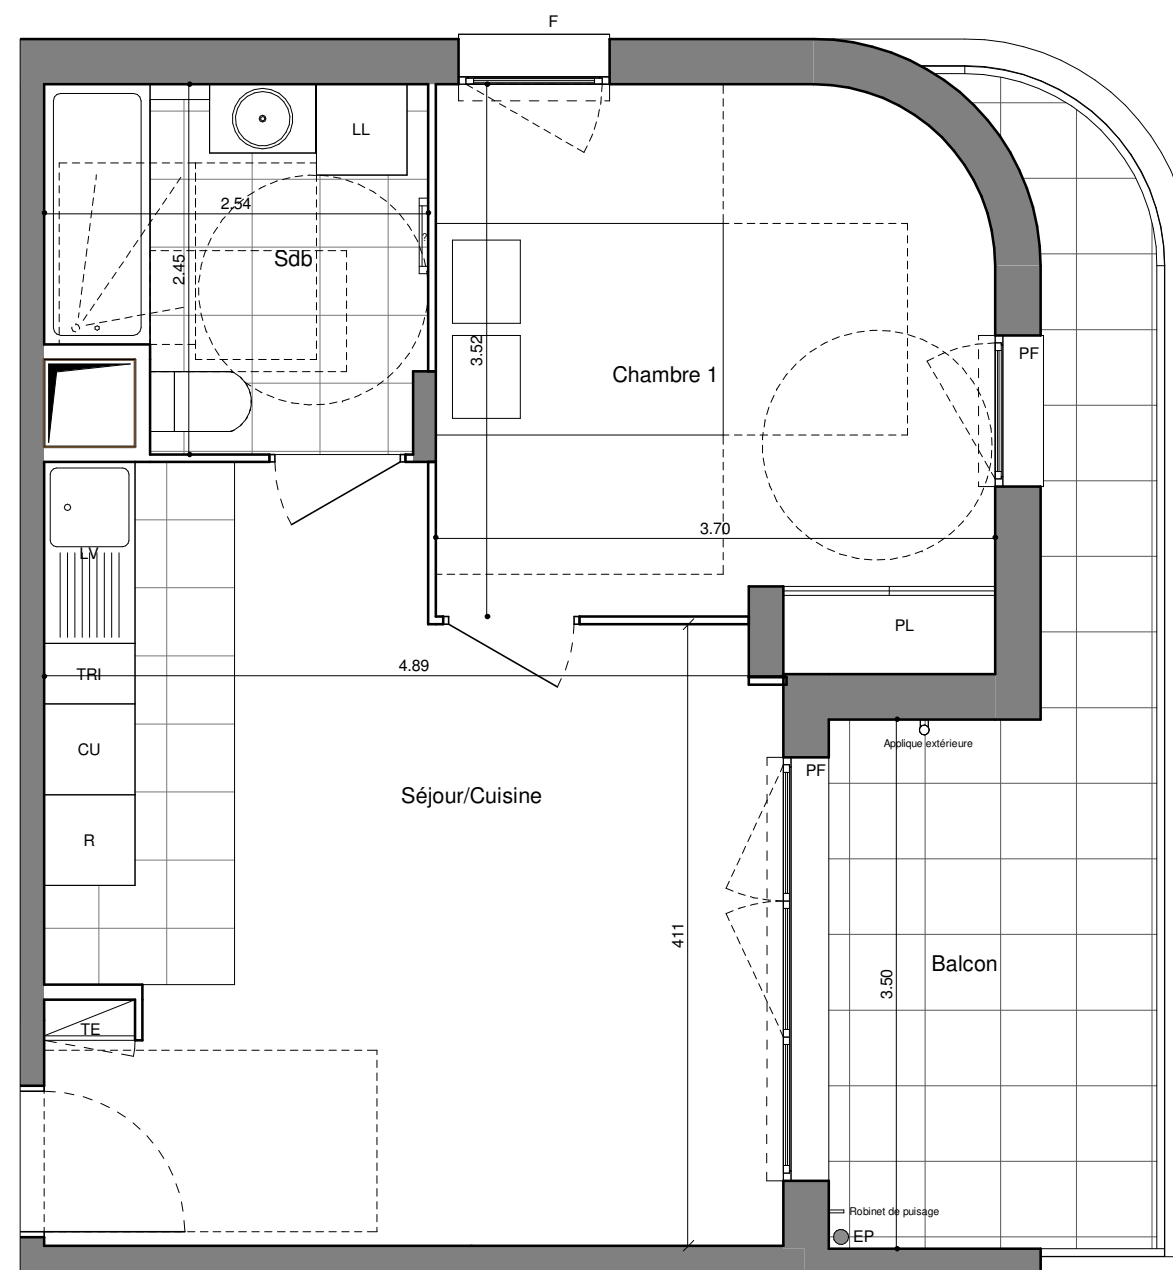 F
LL
2.54
Sdb
2.45
3.52
Chambre 1
PF
LV
3.70
PL
TRI
4.89
CU
Applique extérieure
PF
Séjour/Cuisine
R
411
Balcon
3.50
TE
Robinet de puisage
EP